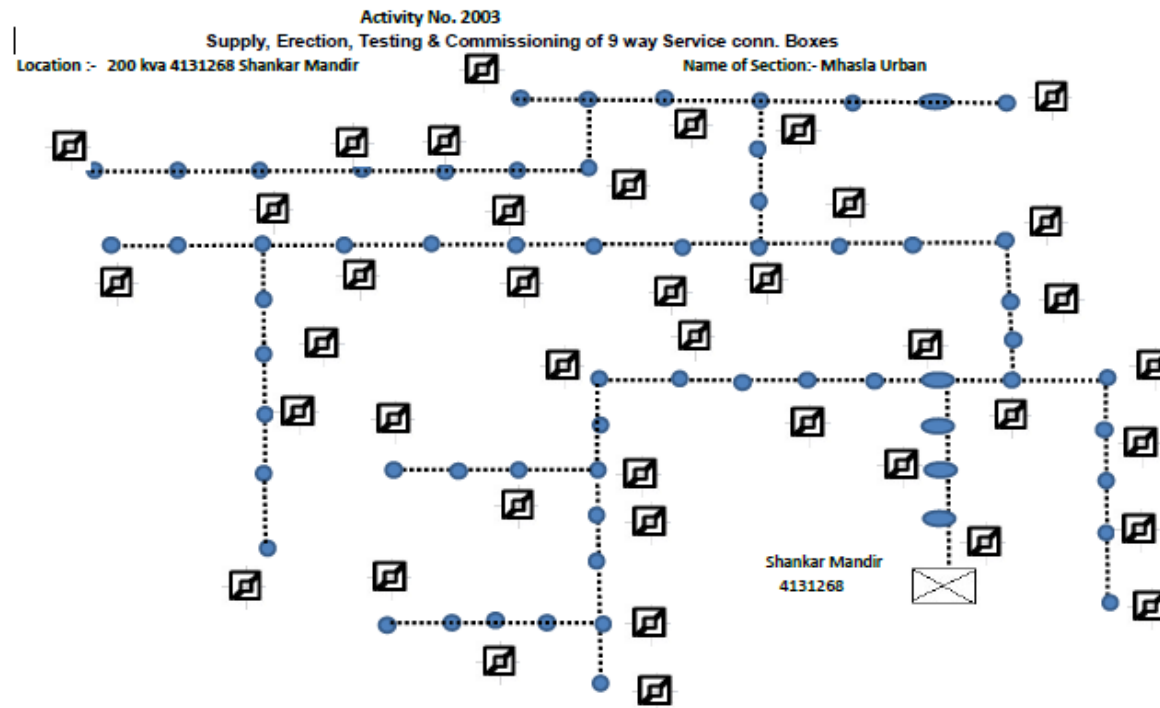 Activity No. 2003
Supply, Erection, Testing & Commissioning of 9 way Service conn. Boxes
Location :- 200 kva 4131268 Shankar Mandir Name of Section:- Mhasla Urban
Shankar Mandir
4131268